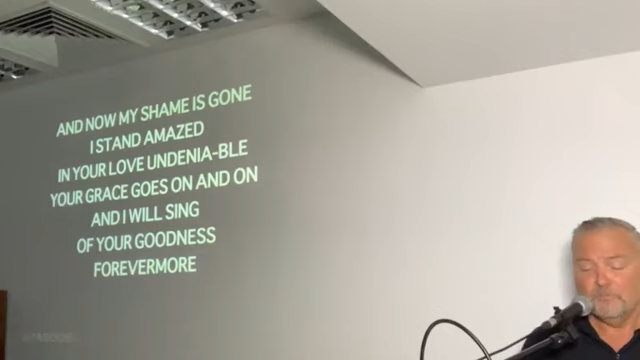 AND NOW MY SHAME IS GONE
I STAND AMAZED
IN YOUR LOVE UNDENIA-BLE
YOUR GRACE GOES ON AND ON
AND I WILL SING
OF YOUR GOODNESS
FOREVERMORE